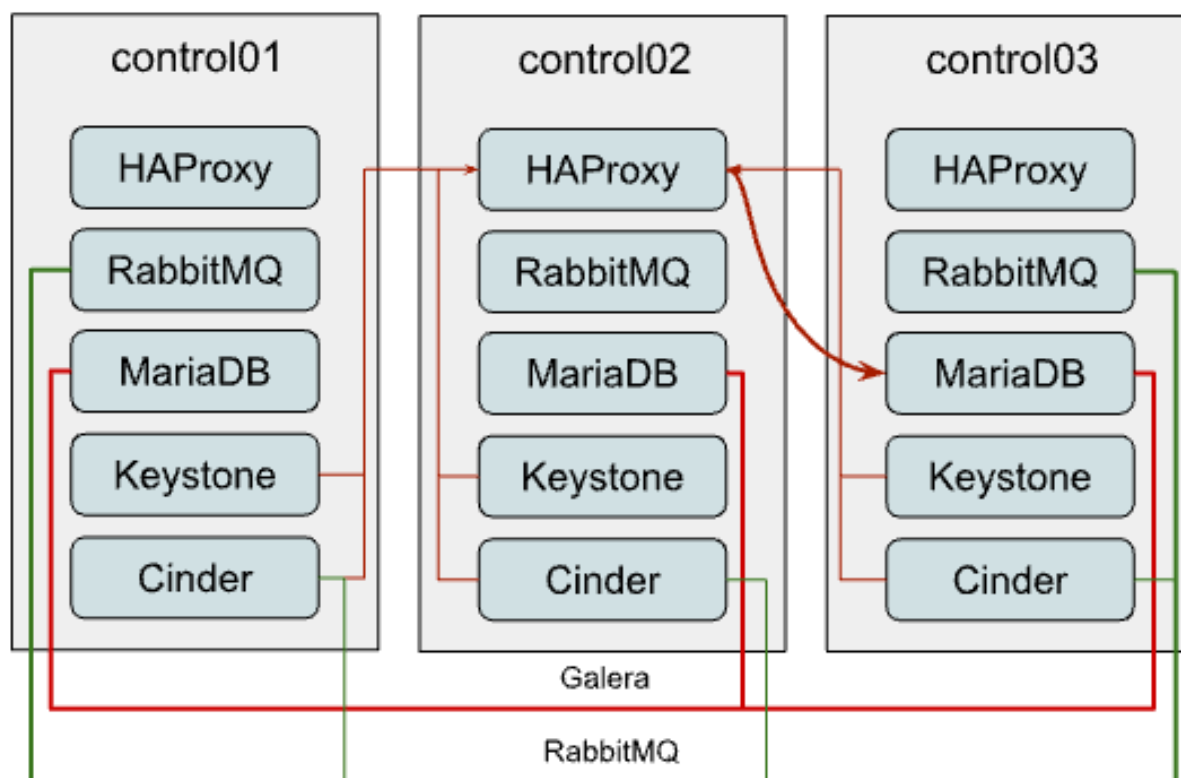 control01
HAProxy
RabbitMQ
MariaDB
Keystone
Cinder
control02
HAProxy
RabbitMQ
MariaDB
Keystone
Cinder
control03
HAProxy
RabbitMQ
MariaDB
Keystone
Cinder
Galera
RabbitMQ